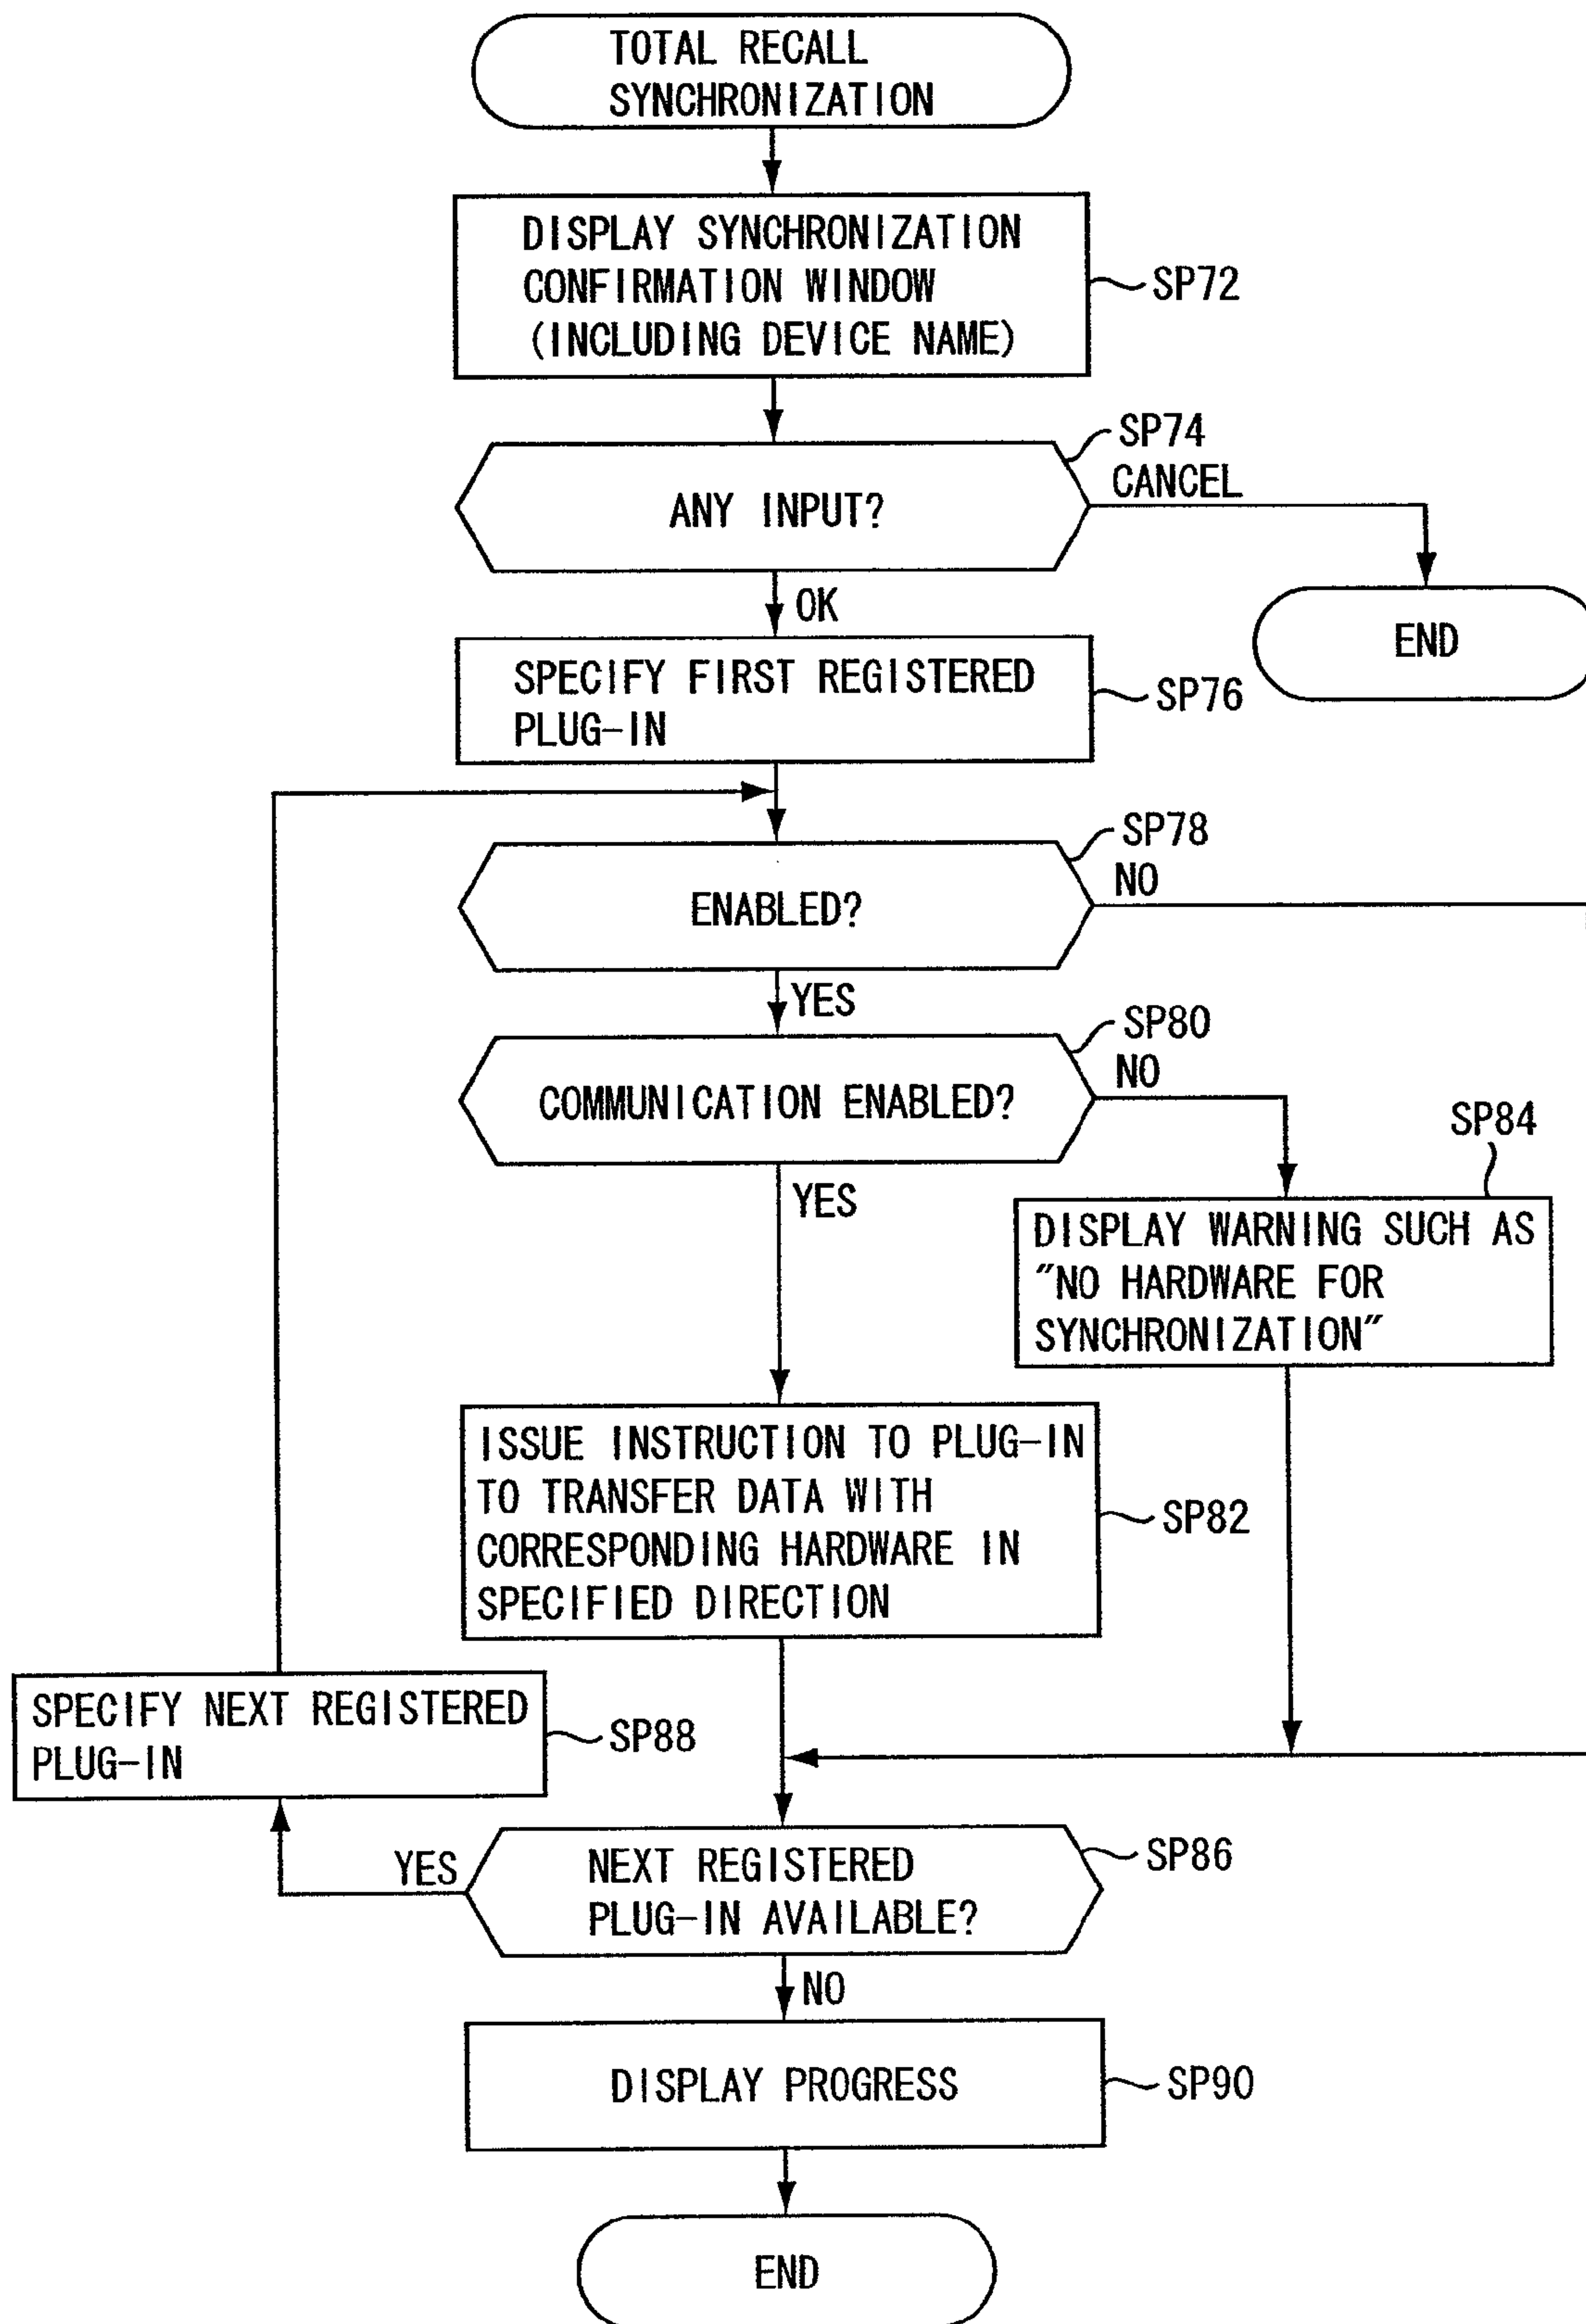 TOTAL RECALL
SYNCHRONIZATION
DISPLAY SYNCHRONIZATION
CONFIRMATION WINDOW
(INCLUDING DEVICE NAME)
SP72
SP74
CANCEL
ANY INPUT?
OK
END
SPECIFY FIRST REGISTERED
PLUG-IN
SP76
SP78
NO
ENABLED?
YES
SP80
NO
COMMUNICATION ENABLED?
YES
SP84
DISPLAY WARNING SUCH AS
"NO HARDWARE FOR
SYNCHRONIZATION"
ISSUE INSTRUCTION TO PLUG-IN
TO TRANSFER DATA WITH
CORRESPONDING HARDWARE IN
SPECIFIED DIRECTION
SP82
SPECIFY NEXT REGISTERED
PLUG-IN
SP88
YES
NEXT REGISTERED
PLUG-IN AVAILABLE?
SP86
NO
DISPLAY PROGRESS
SP90
END